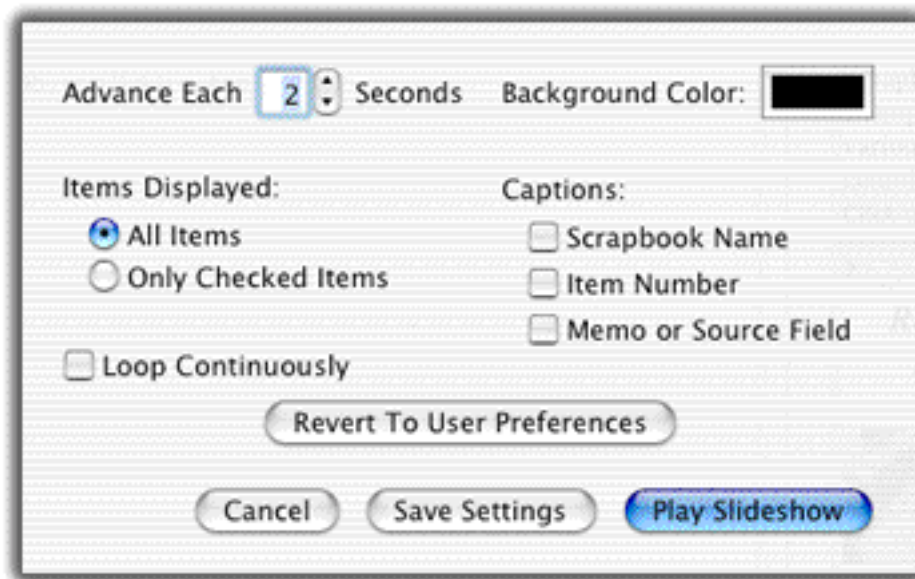 Advance Each 2 Seconds Background Color:
Items Displayed:
All Items
Only Checked Items
Loop Continuously
Captions:
Scrapbook Name
Item Number
Memo or Source Field
Revert To User Preferences
Cancel Save Settings Play Slideshow